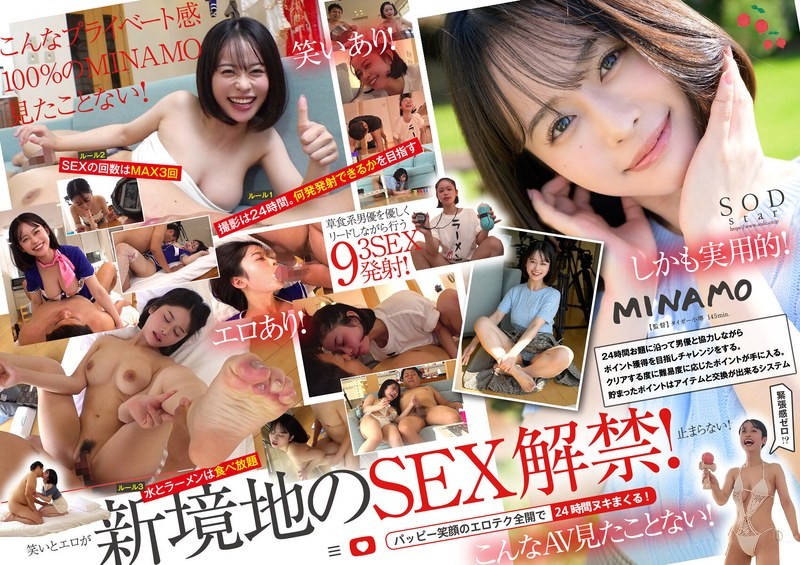 こんなプライベート感
100%のMINAMO
見たことない!
笑いあり!
ルール2
SEXの回数はMAX3回
ルール1
撮影は24時間。何発発射できるかを目指す
草食系男優を優しく
リードしながら行う
3SEX
9発射!
エロあり!
ラーメン
SOD
star
しかも実用的!
MINAMO
【監督】タイガー小堺 145min.
24時間お題に沿って男優と協力しながら
ポイント獲得を目指しチャレンジをする。
クリアする度に難易度に応じたポイントが手に入る。
貯まったポイントはアイテムと交換が出来るシステム
緊張感ゼロ!?
ルール3
水とラーメンは食べ放題
笑いとエロが
止まらない!
新境地のSEX解禁!
パッピー笑顔のエロテク全開で
24時間ヌキまくる!
こんなAV見たことない!